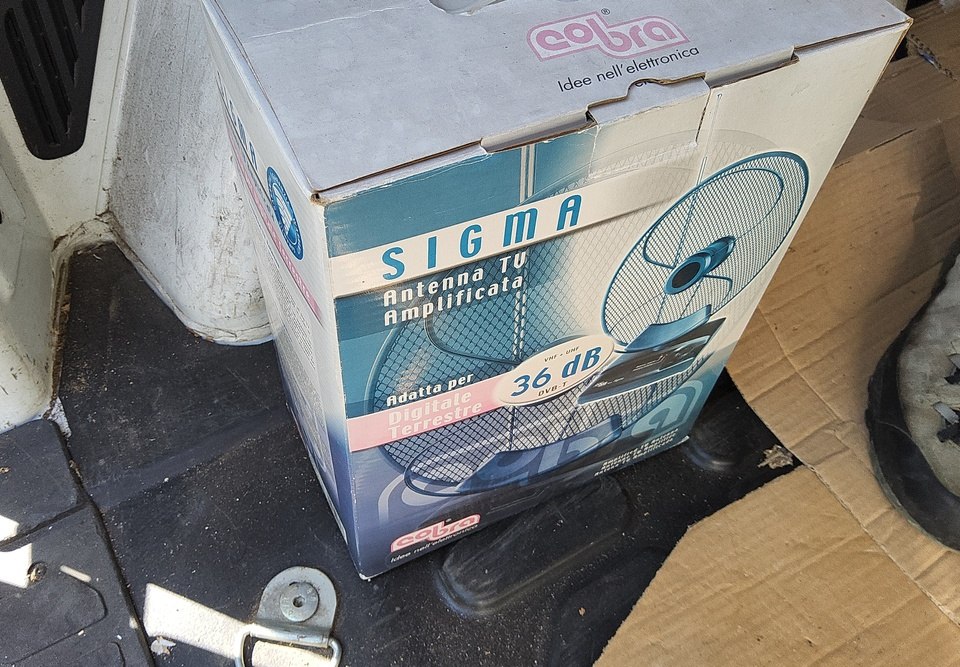 cobra®
Idee nell'elettronica
SIGMA
Antenna TV
Amplificata
VHF - UHF
36 dB
DVB T
Adatta per
Digitale
Terrestre
cobra
Idee nell'elettronica